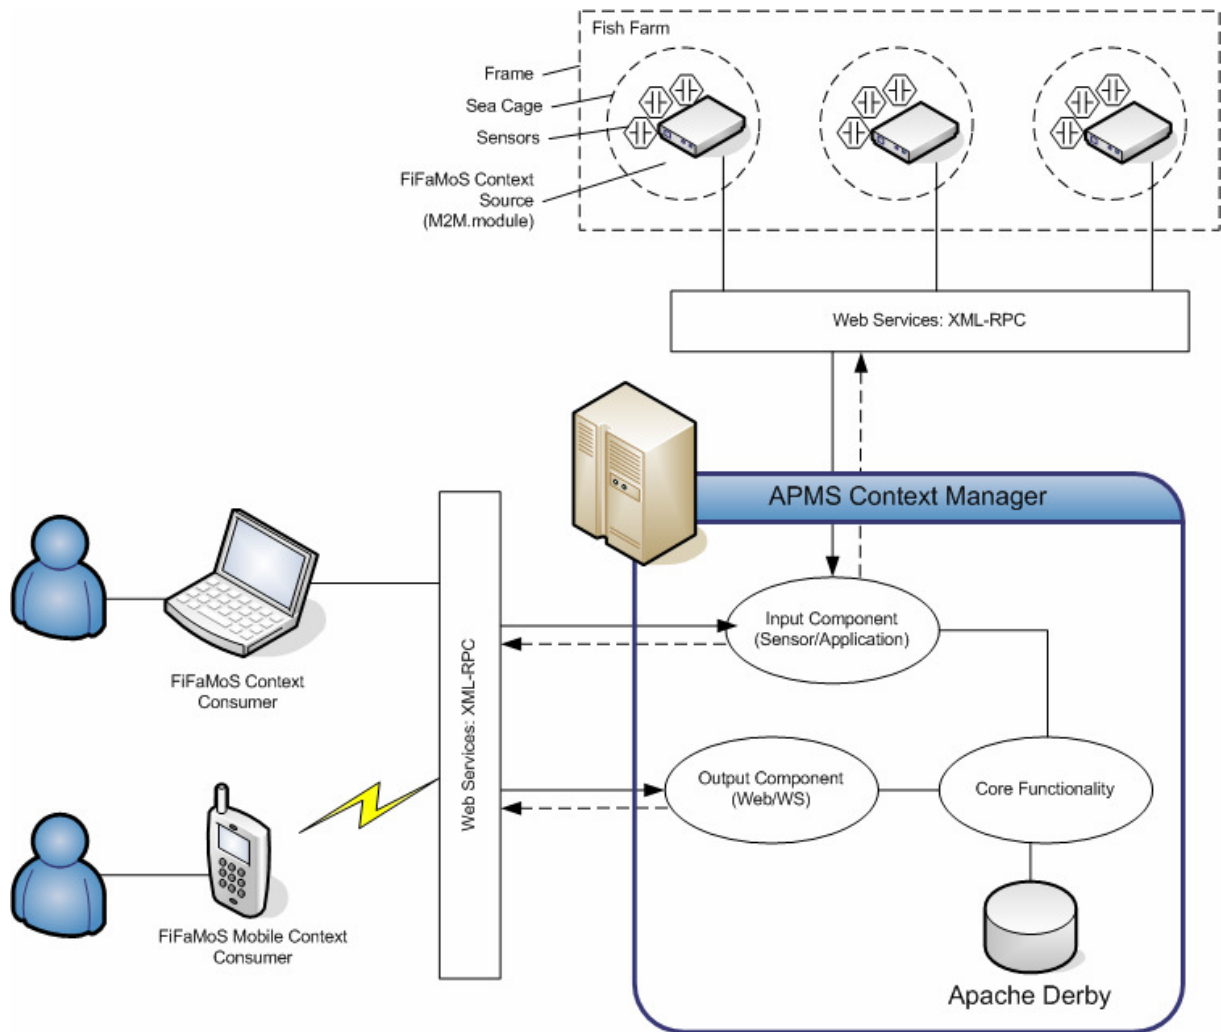 Fish Farm
Frame
Sea Cage
Sensors
FiFaMoS Context
Source
(M2M.module)
Web Services: XML-RPC
APMS Context Manager
Input Component
(Sensor/Application)
FiFaMoS Context
Consumer
Web Services: XML-RPC
Output Component
(Web/WS)
Core Functionality
FiFaMoS Mobile Context
Consumer
Apache Derby